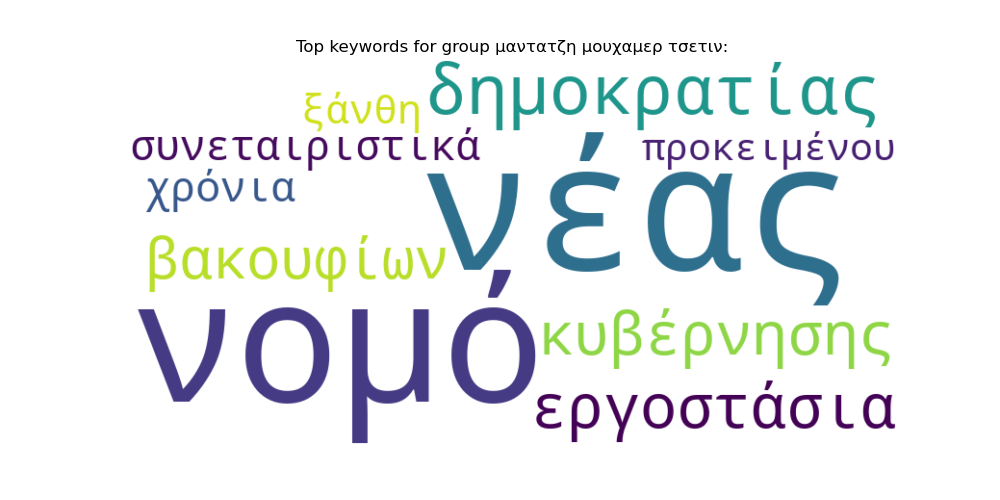 Top keywords for group μαντατζη μουχαμερ τσετιν:
δημοκρατίας
ξάνθη
συνεταιριστικά
προκειμένου
νέας
χρόνια
βακουφίων
νομό
κυβέρνησης
εργοστάσια